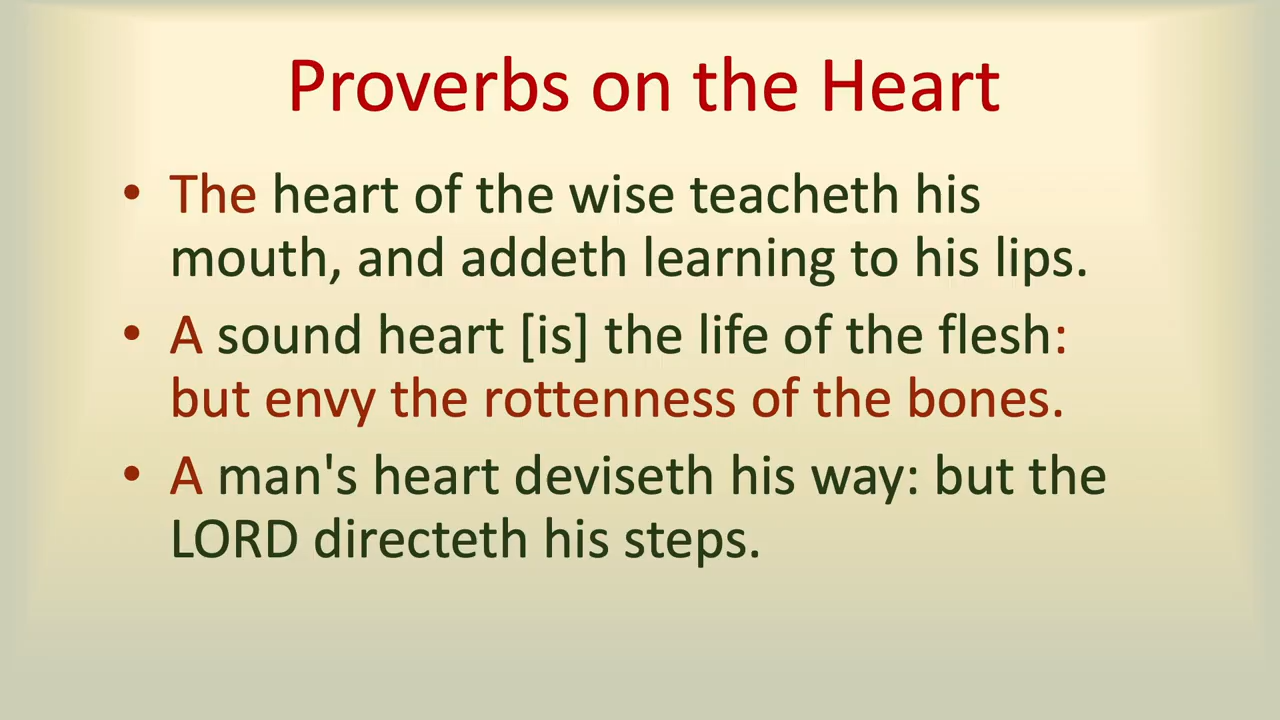 Proverbs on the Heart
• The heart of the wise teacheth his
mouth, and addeth learning to his lips.
• A sound heart [is] the life of the flesh:
but envy the rottenness of the bones.
• A man's heart deviseth his way: but the
LORD directeth his steps.